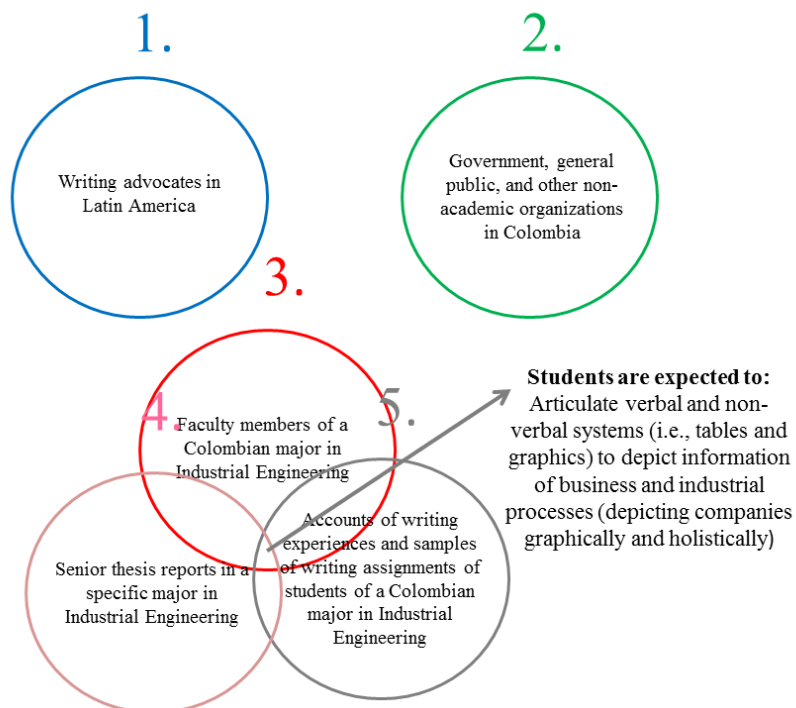 1.
2.
Writing advocates in
Latin America
Government, general
public, and other non-
academic organizations
in Colombia
3.
4.
5.
Faculty members of a
Colombian major in
Industrial Engineering
Students are expected to:
Articulate verbal and non-
verbal systems (i.e., tables and
graphics) to depict information
of business and industrial
processes (depicting companies
graphically and holistically)
Senior thesis reports in a
specific major in
Industrial Engineering
Accounts of writing
experiences and samples
of writing assignments of
students of a Colombian
major in Industrial
Engineering